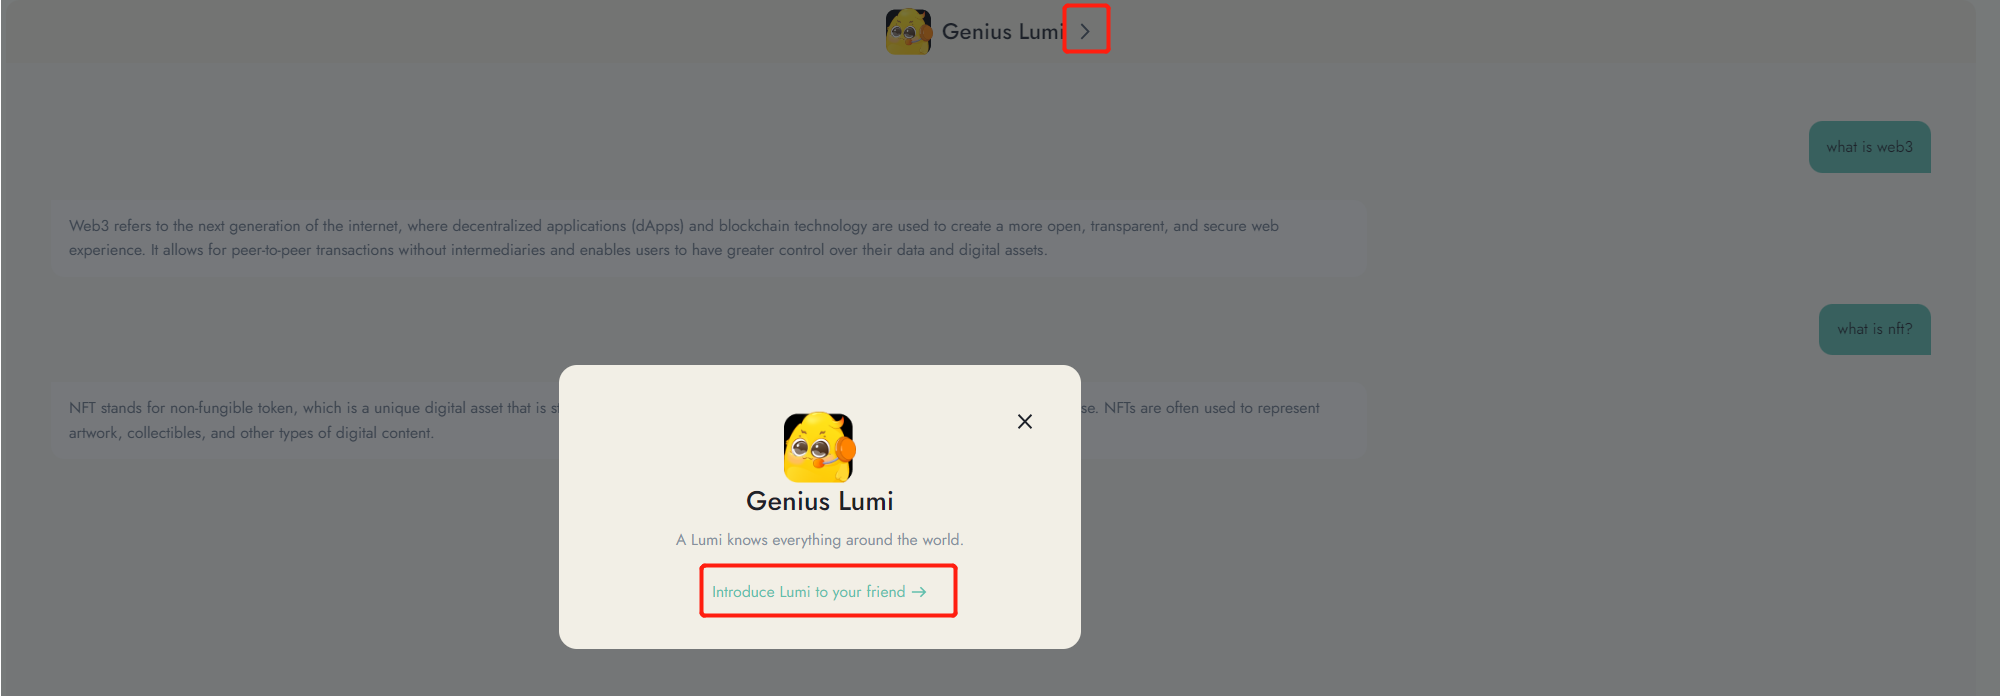 Genius Lumi
what is web3
Web3 refers to the next generation of the internet, where decentralized applications (dApps) and blockchain technology are used to create a more open, transparent, and secure web
experience. It allows for peer-to-peer transactions without intermediaries and enables users to have greater control over their data and digital assets.
what is nft?
NFT stands for non-fungible token, which is a unique digital asset that is se. NFTs are often used to represent
artwork, collectibles, and other types of digital content.
Genius Lumi
A Lumi knows everything around the world.
Introduce Lumi to your friend →